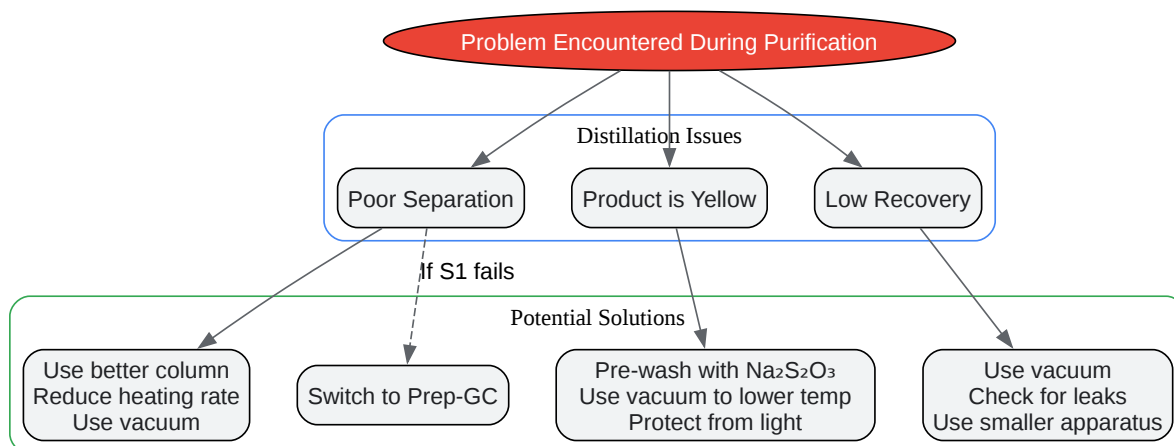 Problem Encountered During Purification
Distillation Issues
Poor Separation
Product is Yellow
Low Recovery
If S1 fails
Potential Solutions
Use better column
Reduce heating rate
Use vacuum
Switch to Prep-GC
Pre-wash with Na₂S₂O₃
Use vacuum to lower temp
Protect from light
Use vacuum
Check for leaks
Use smaller apparatus